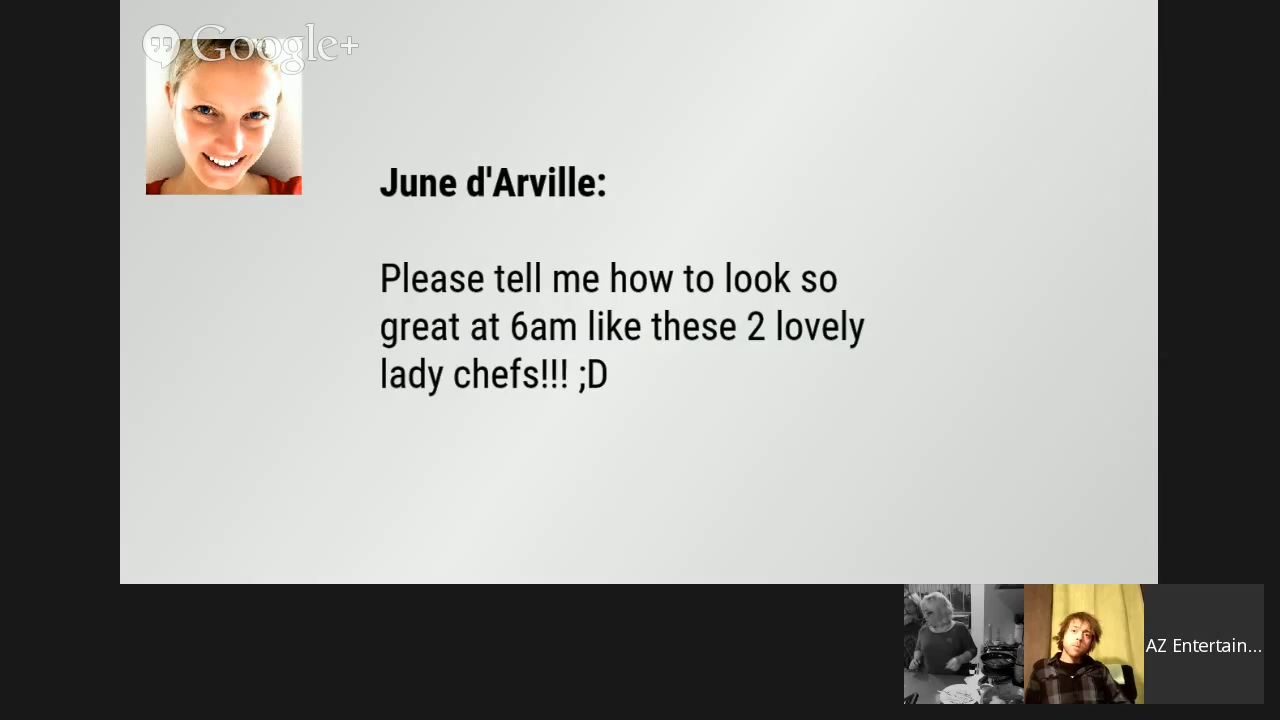 Google+
June d'Arville:
Please tell me how to look so
great at 6am like these 2 lovely
lady chefs!!! ;D
AZ Entertain...